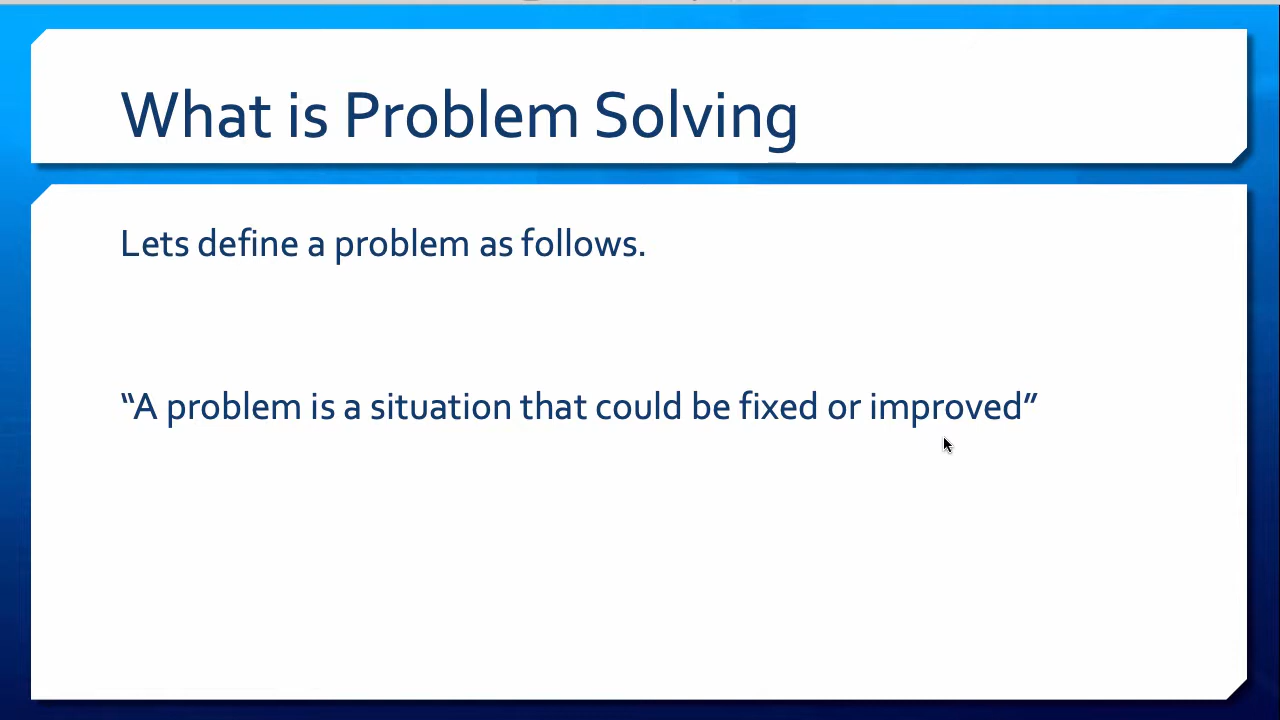 What is Problem Solving
Lets define a problem as follows.
“A problem is a situation that could be fixed or improved”